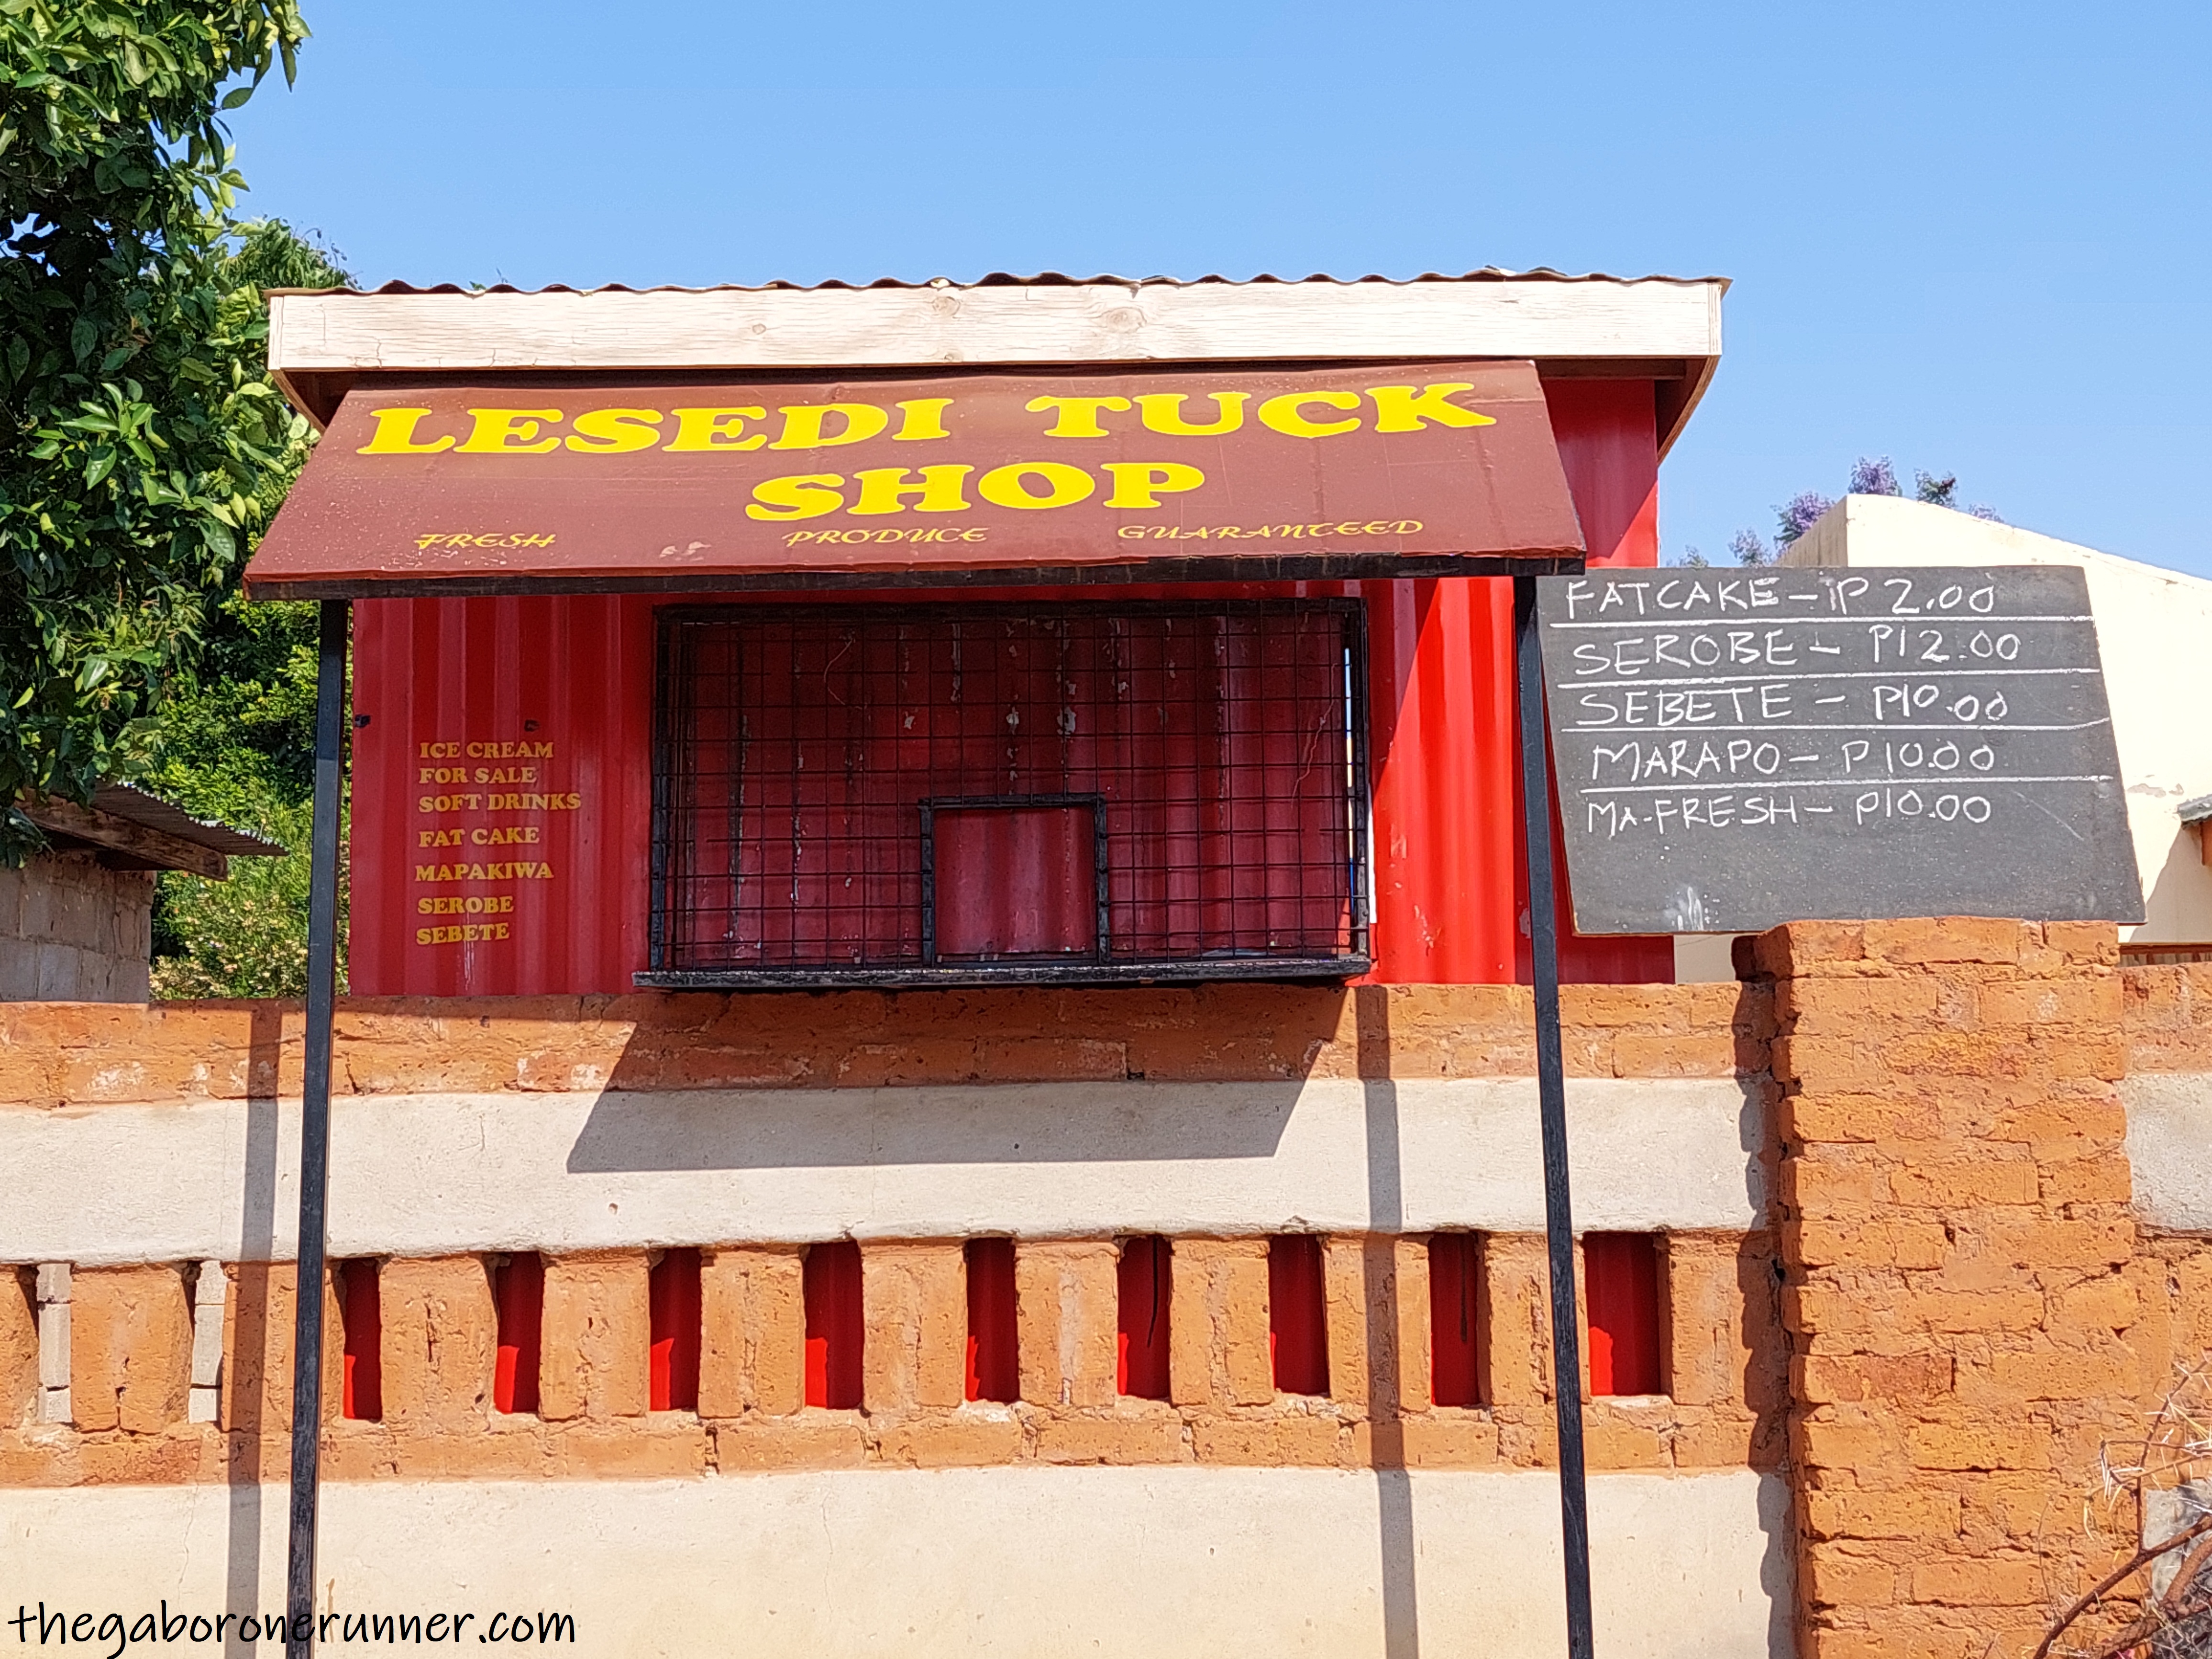 LESEDI TUCK
SHOP
FRESH PRODUCE GUARANTEED
ICE CREAM
FOR SALE
SOFT DRINKS
FAT CAKE
MAPAKIWA
SEROBE
SEBETE
FATCAKE - P 2.00
SEROBE - P12.00
SEBETE - P10.00
MARAPO - P10.00
MA-FRESH - P10.00
thegaboronerunner.com